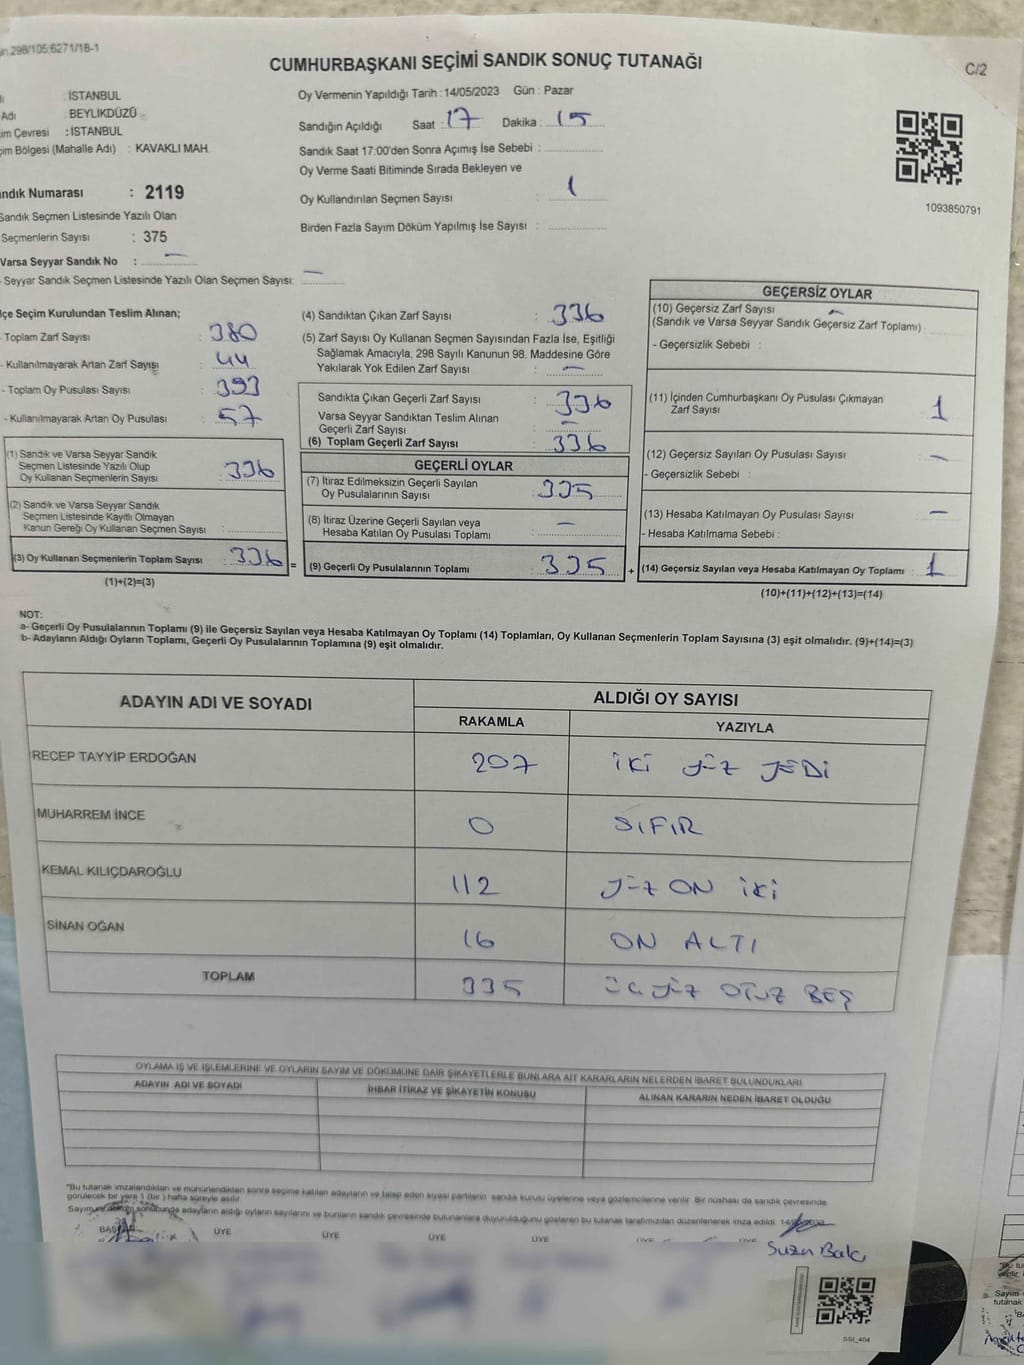 298/105;6271/1B-1
CUMHURBAŞKANI SEÇİMİ SANDIK SONUÇ TUTANAĞI
C/2
: İSTANBUL
Adı : BEYLİKDÜZÜ
Çevresi : İSTANBUL
Bölgesi (Mahalle Adı) : KAVAKLI MAH.
Sandık Numarası : 2119
Sandık Seçmen Listesinde Yazılı Olan
Seçmenlerin Sayısı : 375
Varsa Seyyar Sandık No : —
- Seyyar Sandık Seçmen Listesinde Yazılı Olan Seçmen Sayısı: —
Oy Vermenin Yapıldığı Tarih : 14/05/2023 Gün : Pazar
Sandığın Açıldığı Saat : 17 Dakika : 15
Sandık Saat 17:00'den Sonra Açımış İse Sebebi :
Oy Verme Saati Bitiminde Sırada Bekleyen ve
Oy Kullandırılan Seçmen Sayısı : 1
Birden Fazla Sayım Döküm Yapılmış İse Sayısı :
1093850791
İlçe Seçim Kurulundan Teslim Alınan;
- Toplam Zarf Sayısı : 380
- Kullanılmayarak Artan Zarf Sayısı : 44
- Toplam Oy Pusulası Sayısı : 393
- Kullanılmayarak Artan Oy Pusulası : 57
(1) Sandık ve Varsa Seyyar Sandık
Seçmen Listesinde Yazılı Olup
Oy Kullanan Seçmenlerin Sayısı : 336
(2) Sandık ve Varsa Seyyar Sandık
Seçmen Listesinde Kayıtlı Olmayan
Kanun Gereği Oy Kullanan Seçmen Sayısı :
(3) Oy Kullanan Seçmenlerin Toplam Sayısı : 336 =
(1)+(2)=(3)
(4) Sandıktan Çıkan Zarf Sayısı : 336
(5) Zarf Sayısı Oy Kullanan Seçmen Sayısından Fazla İse, Eşitliği
Sağlamak Amacıyla, 298 Sayılı Kanunun 98. Maddesine Göre
Yakılarak Yok Edilen Zarf Sayısı : —
Sandıkta Çıkan Geçerli Zarf Sayısı : 336
Varsa Seyyar Sandıktan Teslim Alınan
Geçerli Zarf Sayısı : —
(6) Toplam Geçerli Zarf Sayısı : 336
GEÇERLİ OYLAR
(7) İtiraz Edilmeksizin Geçerli Sayılan
Oy Pusulalarının Sayısı : 335
(8) İtiraz Üzerine Geçerli Sayılan veya
Hesaba Katılan Oy Pusulası Toplamı : —
(9) Geçerli Oy Pusulalarının Toplamı : 335 +
GEÇERSİZ OYLAR
(10) Geçersiz Zarf Sayısı —
(Sandık ve Varsa Seyyar Sandık Geçersiz Zarf Toplamı) :
- Geçersizlik Sebebi :
(11) İçinden Cumhurbaşkanı Oy Pusulası Çıkmayan
Zarf Sayısı 1
(12) Geçersiz Sayılan Oy Pusulası Sayısı : —
- Geçersizlik Sebebi :
(13) Hesaba Katılmayan Oy Pusulası Sayısı : —
- Hesaba Katılmama Sebebi :
(14) Geçersiz Sayılan veya Hesaba Katılmayan Oy Toplamı : 1
(10)+(11)+(12)+(13)=(14)
NOT:
a- Geçerli Oy Pusulalarının Toplamı (9) ile Geçersiz Sayılan veya Hesaba Katılmayan Oy Toplamı (14) Toplamları, Oy Kullanan Seçmenlerin Toplam Sayısına (3) eşit olmalıdır. (9)+(14)=(3)
b- Adayların Aldığı Oyların Toplamı, Geçerli Oy Pusulalarının Toplamına (9) eşit olmalıdır.
ADAYIN ADI VE SOYADI
ALDIĞI OY SAYISI
RAKAMLA YAZIYLA
RECEP TAYYİP ERDOĞAN 207 İKİ YÜZ YEDİ
MUHARREM İNCE 0 SIFIR
KEMAL KILIÇDAROĞLU 112 YÜZ ON İKİ
SİNAN OĞAN 16 ON ALTI
TOPLAM 335 ÜÇ YÜZ OTUZ BEŞ
OYLAMA İŞ VE İŞLEMLERİNE VE OYLARIN SAYIM VE DÖKÜMÜNE DAİR ŞİKAYETLERLE BUNLARA AİT KARARLARIN NELERDEN İBARET BULUNDUKLARI
ADAYIN ADI VE SOYADI İHBAR İTİRAZ VE ŞİKAYETİN KONUSU ALINAN KARARIN NEDEN İBARET OLDUĞU
*Bu tutanak imzalandıktan ve mühürlendikten sonra seçime katılan adayların ve talep eden siyasi partilerin sandık kurulu üyelerine veya gözlemcilerine verilir. Bir nüshası da sandık çevresinde
görülecek bir yere 1 (bir) hafta süreyle asılır.
Sayım ve döküm sonucunda adayların aldığı oyların sayılarını ve bunların sandık çevresinde bulunanlara duyurulduğunu gösteren bu tutanak tarafımızdan düzenlenerek imza edildi.
ÜYE ÜYE ÜYE ÜYE
SSI_404